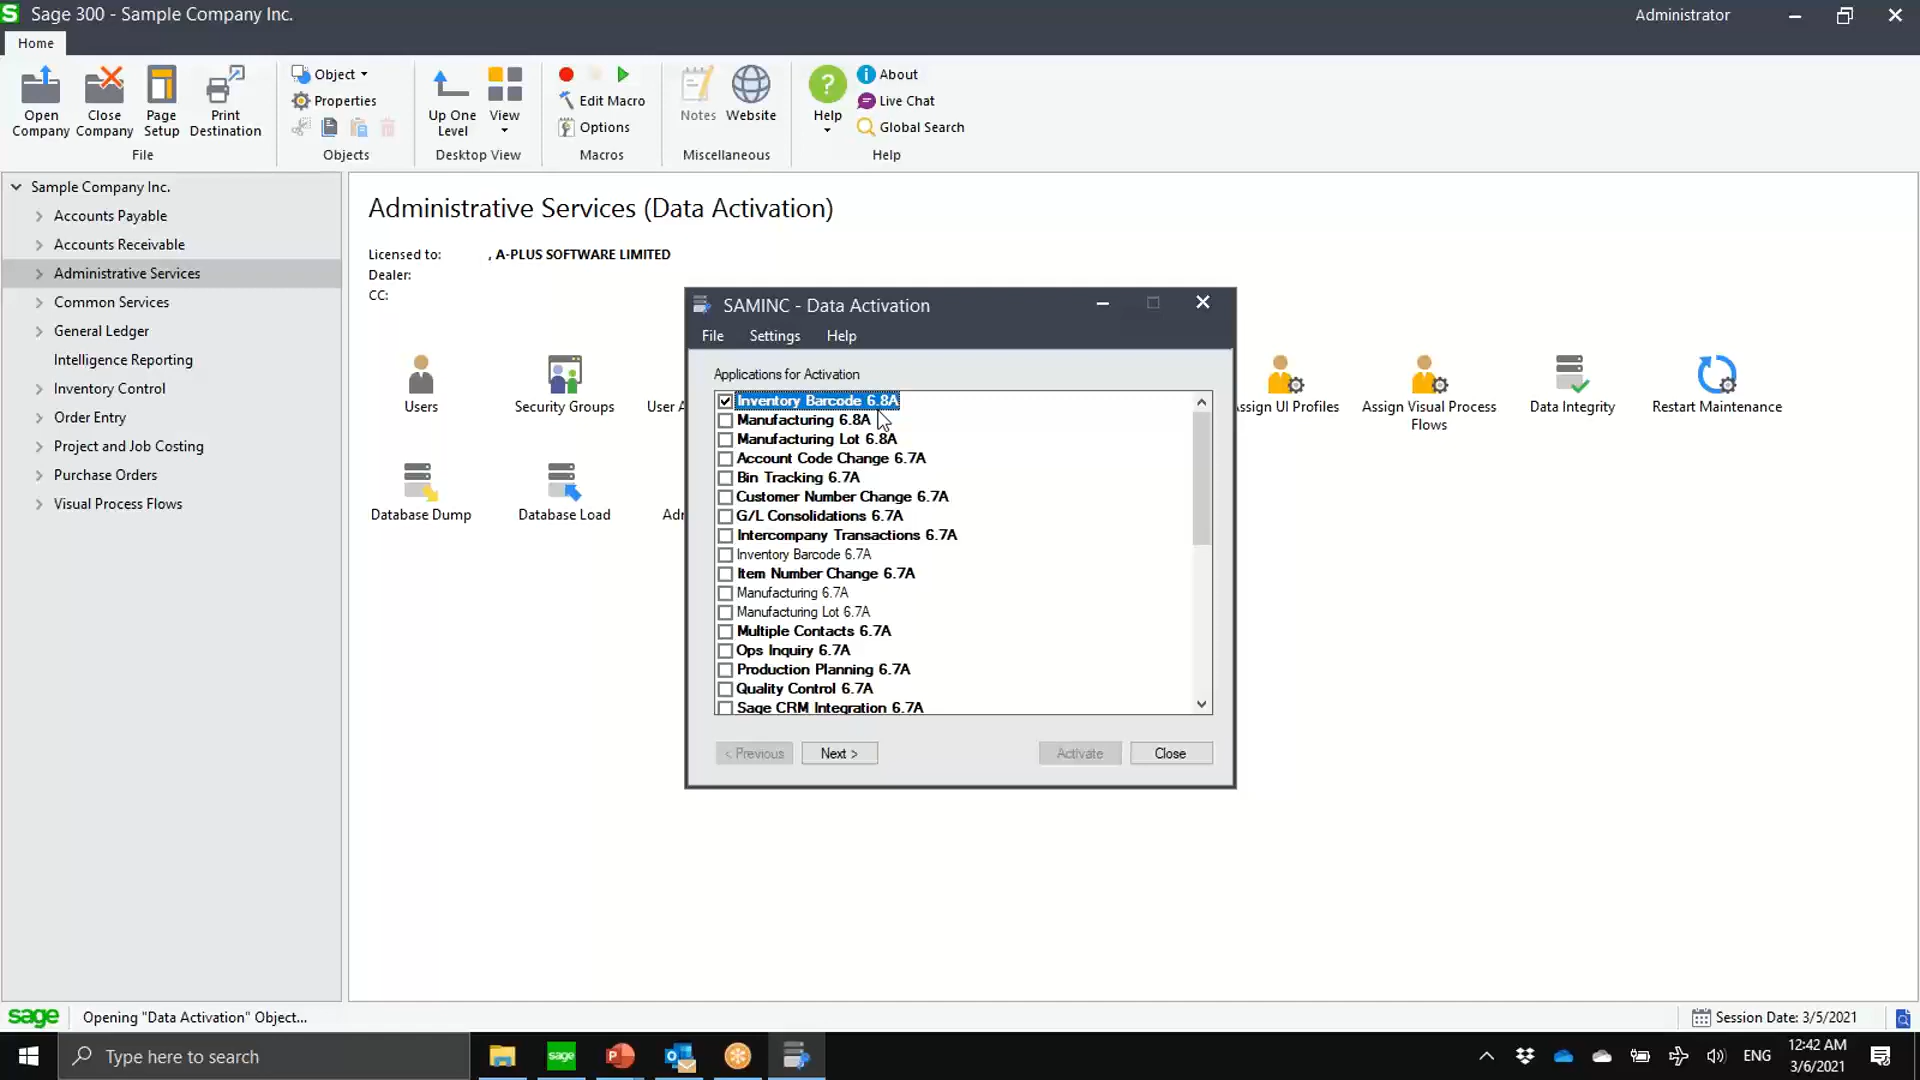 S Sage 300 - Sample Company Inc.
Administrator
Home
Open Company
Close Company
Page Setup
Print Destination
File
Object
Properties
Objects
Up One Level
View
Desktop View
Edit Macro
Options
Macros
Notes
Website
Miscellaneous
? Help
i About
Live Chat
Global Search
Help
Sample Company Inc.
Accounts Payable
Accounts Receivable
Administrative Services
Common Services
General Ledger
Intelligence Reporting
Inventory Control
Order Entry
Project and Job Costing
Purchase Orders
Visual Process Flows
Administrative Services (Data Activation)
Licensed to: , A-PLUS SOFTWARE LIMITED
Dealer:
CC:
Users
Security Groups
User A
ssign UI Profiles
Assign Visual Process Flows
Data Integrity
Restart Maintenance
Database Dump
Database Load
Adr
SAMINC - Data Activation
File Settings Help
Applications for Activation
Inventory Barcode 6.8A
Manufacturing 6.8A
Manufacturing Lot 6.8A
Account Code Change 6.7A
Bin Tracking 6.7A
Customer Number Change 6.7A
G/L Consolidations 6.7A
Intercompany Transactions 6.7A
Inventory Barcode 6.7A
Item Number Change 6.7A
Manufacturing 6.7A
Manufacturing Lot 6.7A
Multiple Contacts 6.7A
Ops Inquiry 6.7A
Production Planning 6.7A
Quality Control 6.7A
Sage CRM Integration 6.7A
< Previous
Next >
Activate
Close
sage
Opening "Data Activation" Object...
Session Date: 3/5/2021
Type here to search
sage
ENG
12:42 AM
3/6/2021